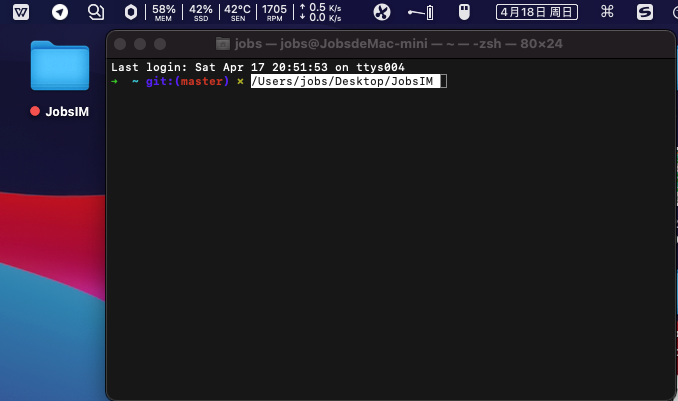 58% 42% 42°C 1705 ↑ 0.5 K/s
MEM SSD SEN RPM ↓ 0.0 K/s
4月18日 周日
jobs — jobs@JobsdeMac-mini — ~ — -zsh — 80×24
Last login: Sat Apr 17 20:51:53 on ttys004
➜ ~ git:(master) ✗ /Users/jobs/Desktop/JobsIM
JobsIM